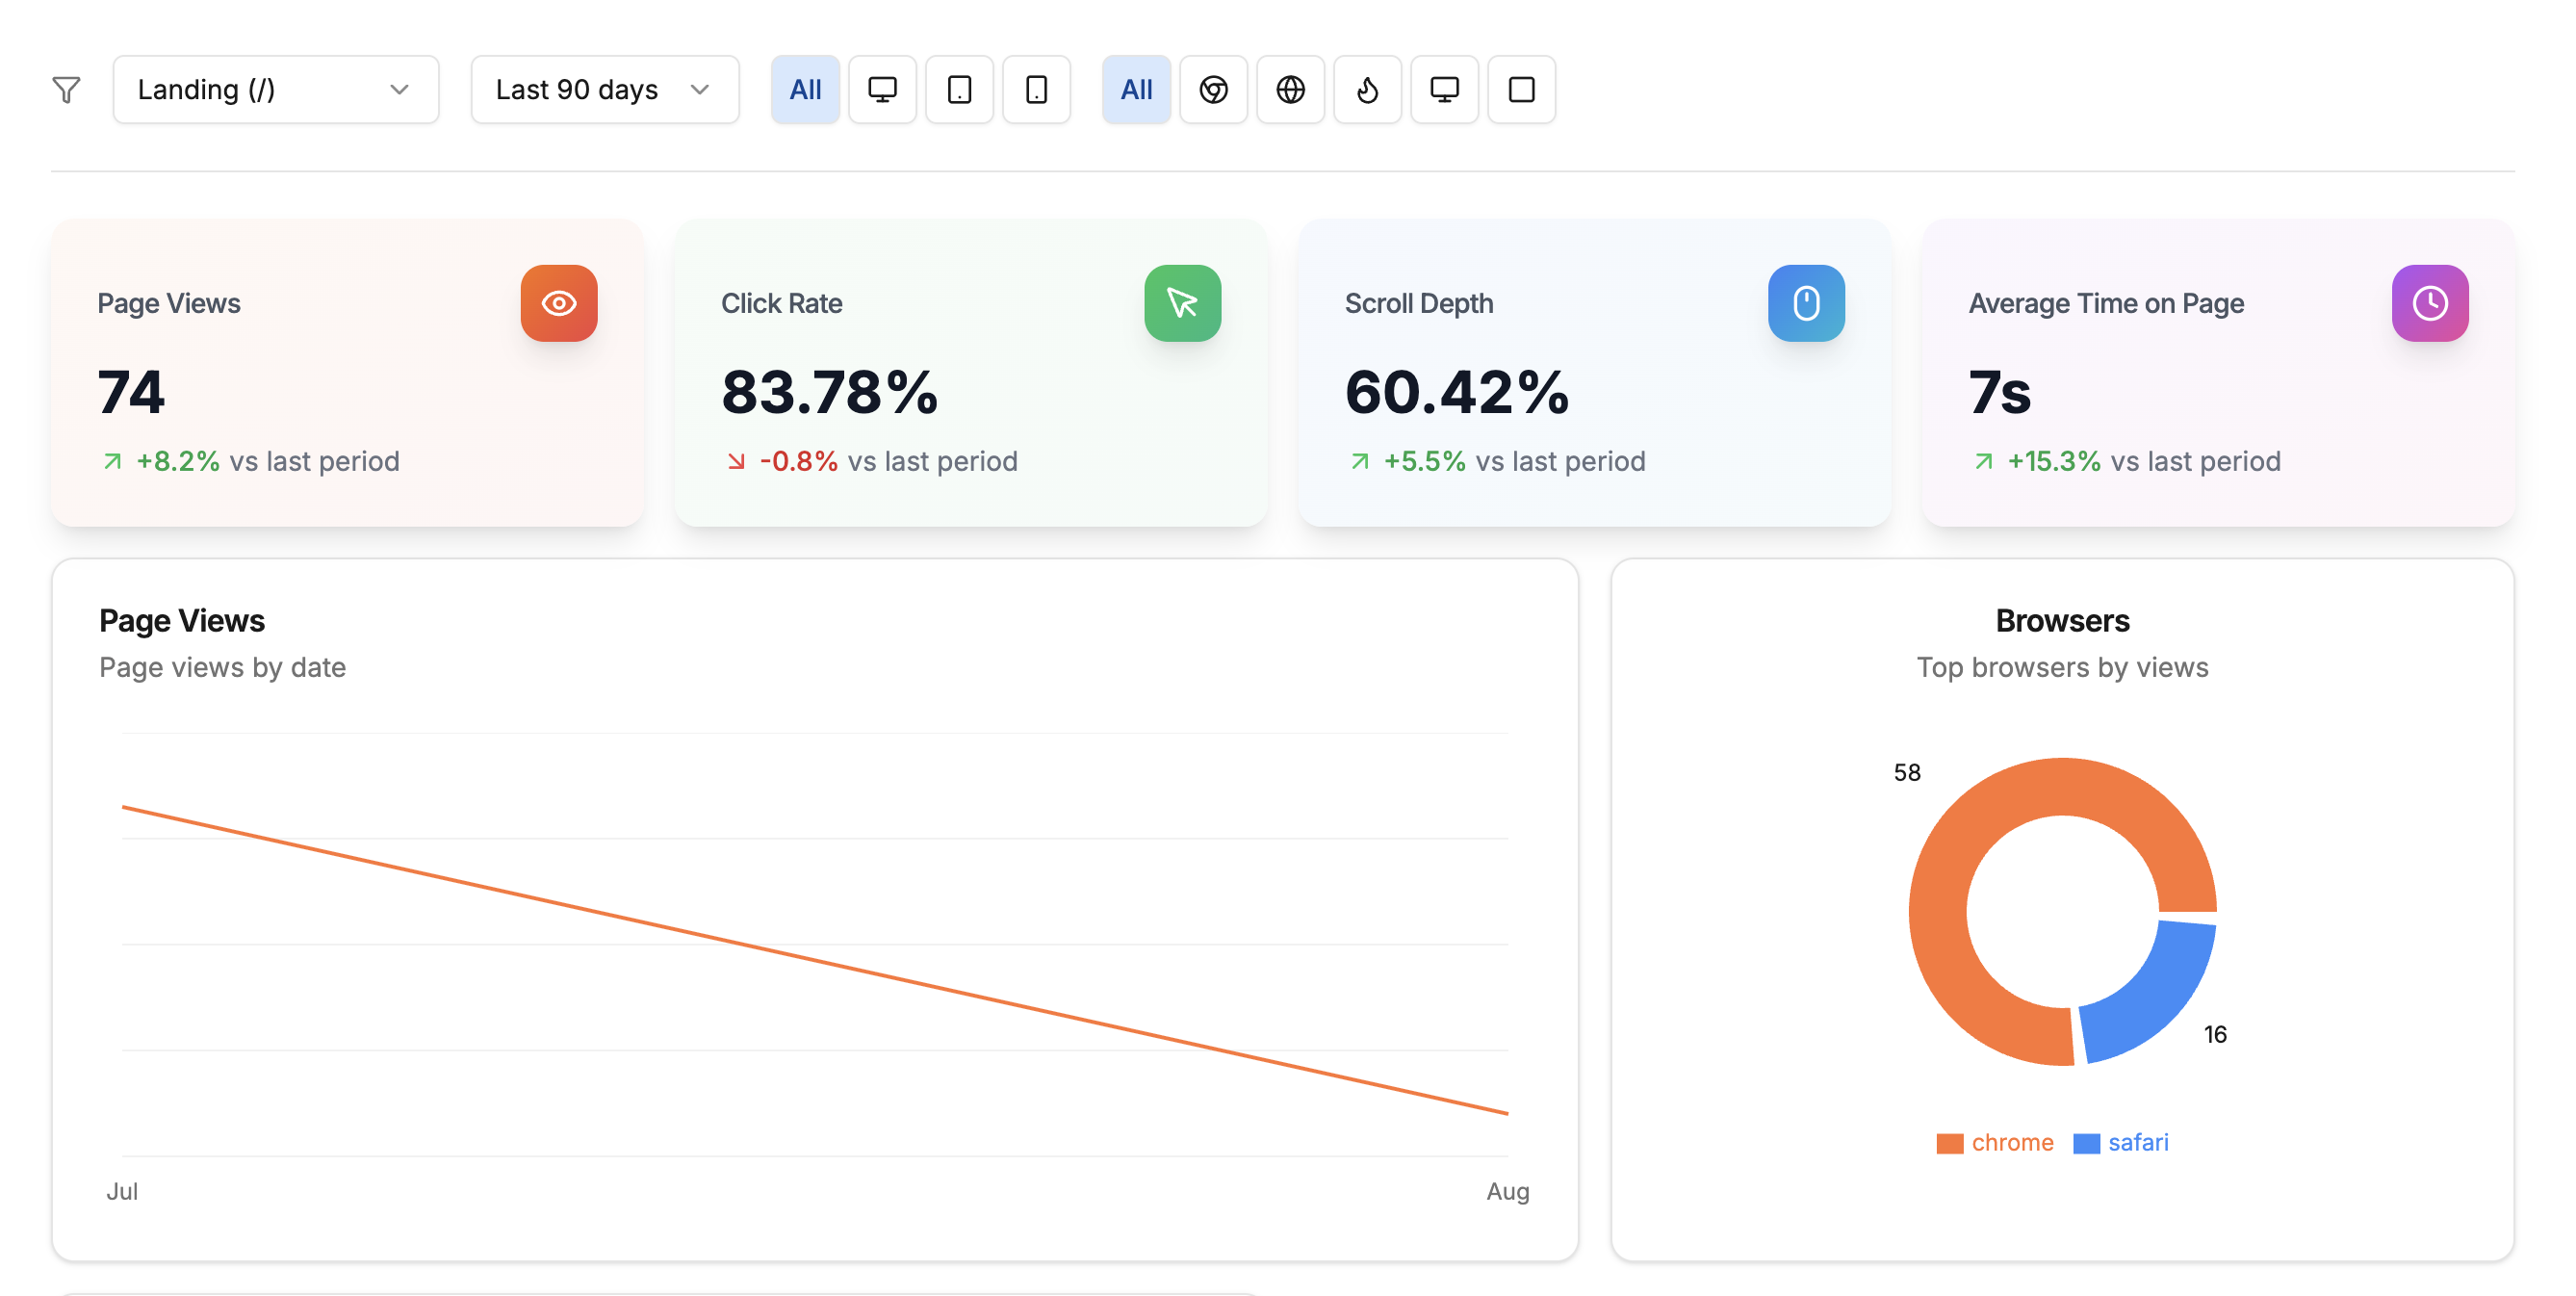 Landing (/)
Last 90 days
All
All
Page Views
74
+8.2% vs last period
Click Rate
83.78%
-0.8% vs last period
Scroll Depth
60.42%
+5.5% vs last period
Average Time on Page
7s
+15.3% vs last period
Page Views
Page views by date
Jul
Aug
Browsers
Top browsers by views
58
16
chrome
safari